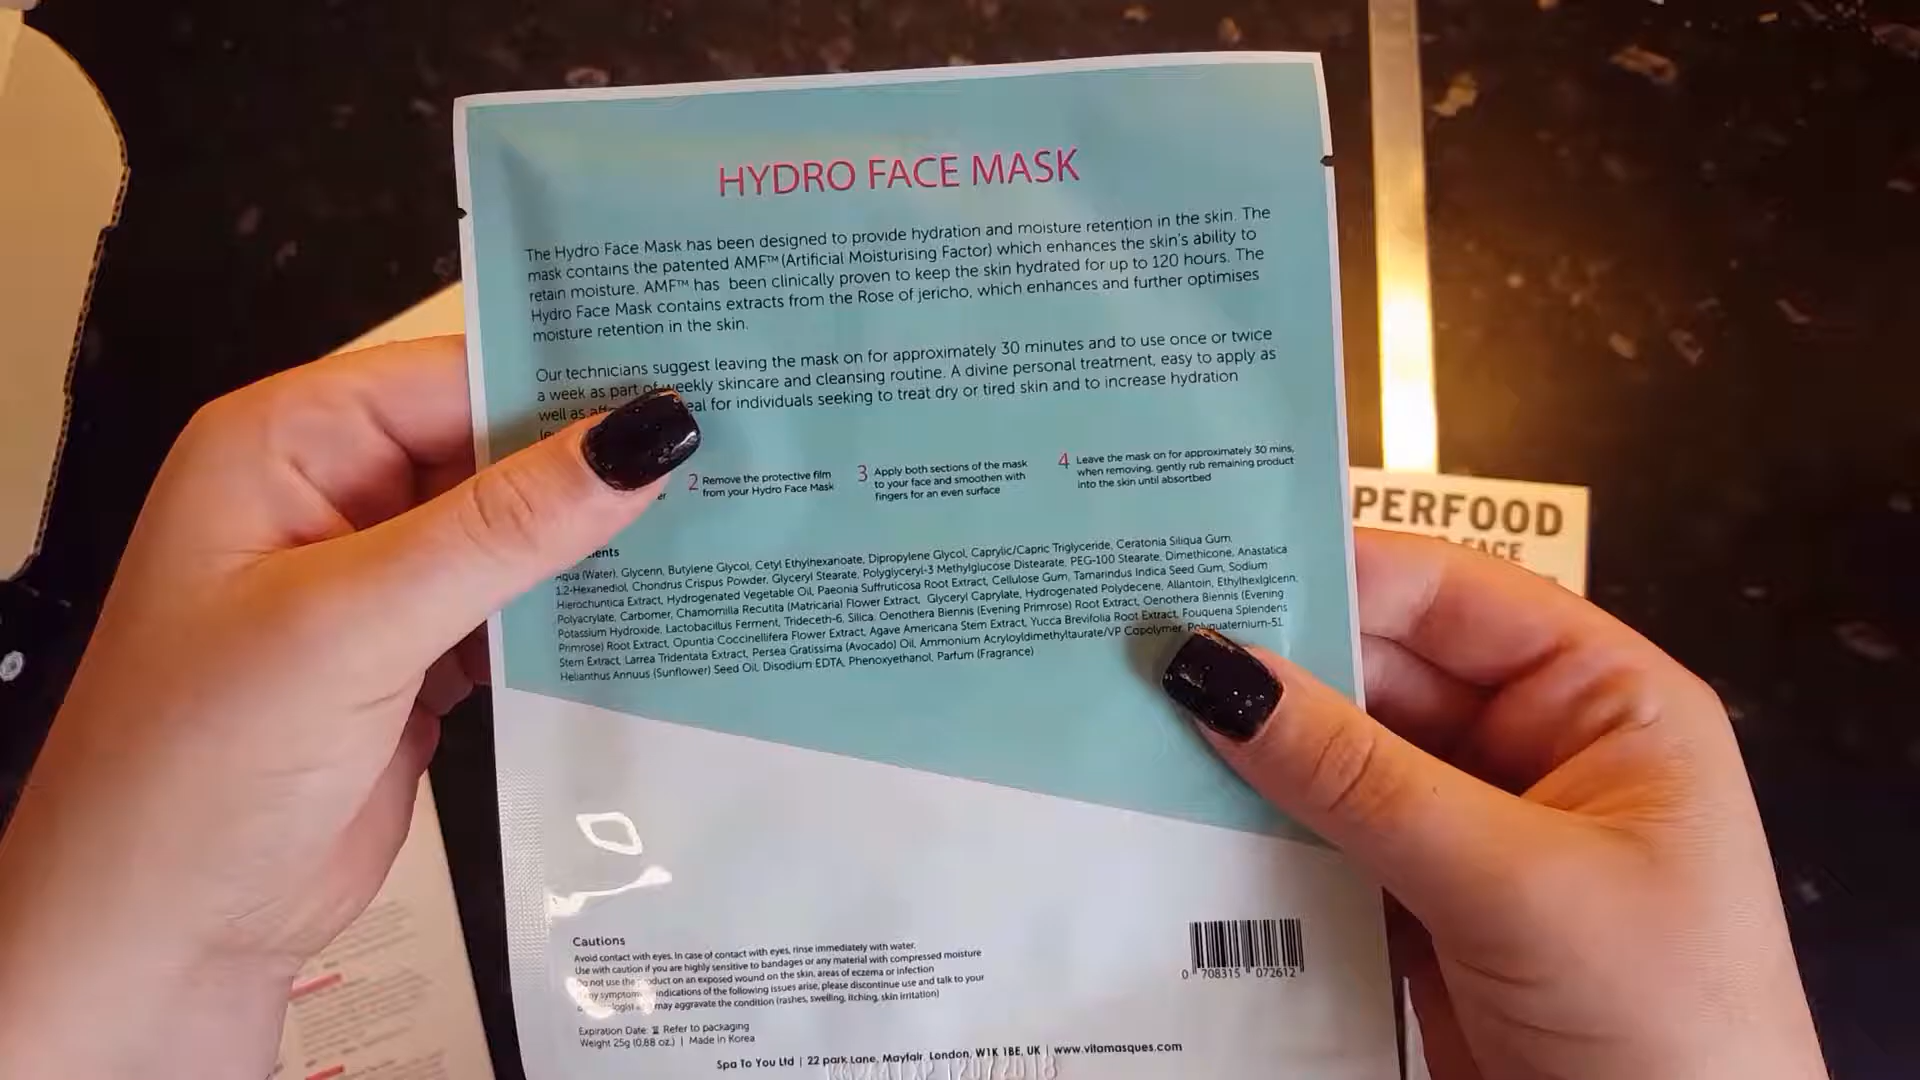 HYDRO FACE MASK
The Hydro Face Mask has been designed to provide hydration and moisture retention in the skin. The
mask contains the patented AMF™ (Artificial Moisturising Factor) which enhances the skin's ability to
retain moisture. AMF™ has been clinically proven to keep the skin hydrated for up to 120 hours. The
Hydro Face Mask contains extracts from the Rose of jericho, which enhances and further optimises
moisture retention in the skin.
Our technicians suggest leaving the mask on for approximately 30 minutes and to use once or twice
a week as part of weekly skincare and cleansing routine. A divine personal treatment, easy to apply as
well as for individuals seeking to treat dry or tired skin and to increase hydration
2 Remove the protective film
from your Hydro Face Mask
3 Apply both sections of the mask
to your face and smoothen with
fingers for an even surface
4 Leave the mask on for approximately 30 mins,
when removing, gently rub remaining product
into the skin until absortbed
Aqua (Water), Glycerin, Butylene Glycol, Cetyl Ethylhexanoate, Dipropylene Glycol, Caprylic/Capric Triglyceride, Ceratonia Siliqua Gum,
1,2-Hexanediol, Chondrus Crispus Powder, Glyceryl Stearate, Polyglyceryl-3 Methylglucose Distearate, PEG-100 Stearate, Dimethicone, Anastatica
Hierochuntica Extract, Hydrogenated Vegetable Oil, Paeonia Suffruticosa Root Extract, Cellulose Gum, Tamarindus Indica Seed Gum, Sodium
Polyacrylate, Carbomer, Chamomilla Recutita (Matricaria) Flower Extract, Glyceryl Caprylate, Hydrogenated Polydecene, Allantoin, Ethylhexlglcenn,
Potassium Hydroxide, Lactobacillus Ferment, Trideceth-6, Silica, Oenothera Biennis (Evening Primrose) Root Extract, Oenothera Biennis (Evening
Primrose) Root Extract, Opuntia Coccinellifera Flower Extract, Agave Americana Stem Extract, Yucca Brevifolia Root Extract, Fouqueria Splendens
Stem Extract, Larrea Tridentata Extract, Persea Gratissima (Avocado) Oil, Ammonium Acryloyldimethyltaurate/VP Copolymer, Polyquaternium-51,
Helianthus Annuus (Sunflower) Seed Oil, Disodium EDTA, Phenoxyethanol, Parfum (Fragrance)
PERFOOD
FACE
Cautions
Avoid contact with eyes. In case of contact with eyes, rinse immediately with water.
Use with caution if you are highly sensitive to bandages or any material with compressed moisture
Do not use the product on an exposed wound on the skin, areas of eczema or infection
indications of the following issues arise, please discontinue use and talk to your
may aggravate the condition (rashes, swelling, itching, skin irritation)
Expiration Date: Refer to packaging
Weight 25g (0.88 oz.) | Made in Korea
0 708315 072612
Spa To You Ltd | 22 park Lane, Mayfair, London, W1K 1BE, UK | www.vitamasques.com